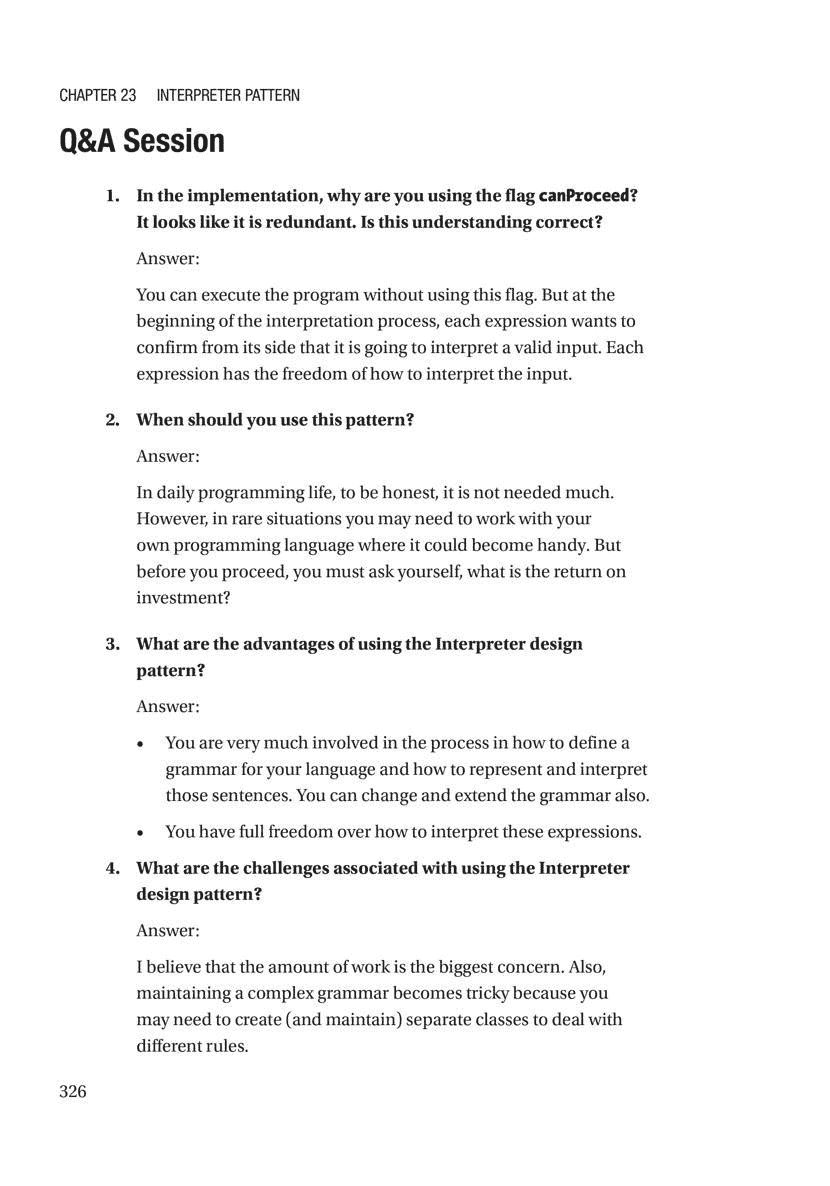 CHAPTER 23 INTERPRETER PATTERN
Q&A Session
1. In the implementation, why are you using the flag canProceed?
It looks like it is redundant. Is this understanding correct?
Answer:
You can execute the program without using this flag. But at the
beginning of the interpretation process, each expression wants to
confirm from its side that it is going to interpret a valid input. Each
expression has the freedom of how to interpret the input.
2. When should you use this pattern?
Answer:
In daily programming life, to be honest, it is not needed much.
However, in rare situations you may need to work with your
own programming language where it could become handy. But
before you proceed, you must ask yourself, what is the return on
investment?
3. What are the advantages of using the Interpreter design
pattern?
Answer:
• You are very much involved in the process in how to define a
grammar for your language and how to represent and interpret
those sentences. You can change and extend the grammar also.
• You have full freedom over how to interpret these expressions.
4. What are the challenges associated with using the Interpreter
design pattern?
Answer:
I believe that the amount of work is the biggest concern. Also,
maintaining a complex grammar becomes tricky because you
may need to create (and maintain) separate classes to deal with
different rules.
326